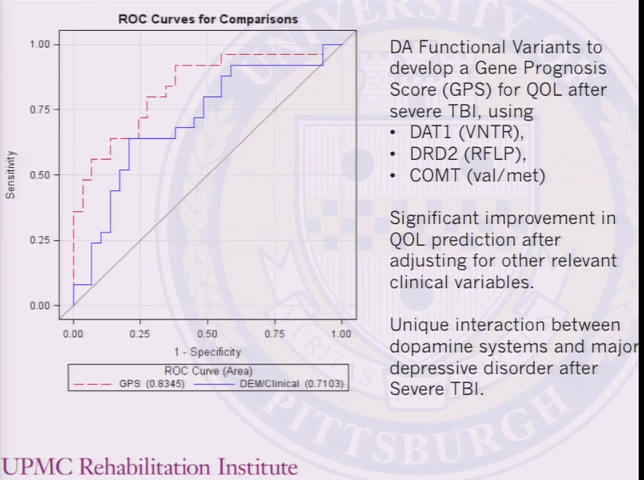 ROC Curves for Comparisons
1.00
0.75
0.50
0.25
0.00
Sensitivity
0.00 0.25 0.50 0.75 1.00
1 - Specificity
ROC Curve (Area)
GPS (0.8345) DEM/Clinical (0.7103)
DA Functional Variants to
develop a Gene Prognosis
Score (GPS) for QOL after
severe TBI, using
• DAT1 (VNTR),
• DRD2 (RFLP),
• COMT (val/met)
Significant improvement in
QOL prediction after
adjusting for other relevant
clinical variables.
Unique interaction between
dopamine systems and major
depressive disorder after
Severe TBI.
UNIVERSITY OF
VERITAS
PITTSBURGH
UPMC Rehabilitation Institute